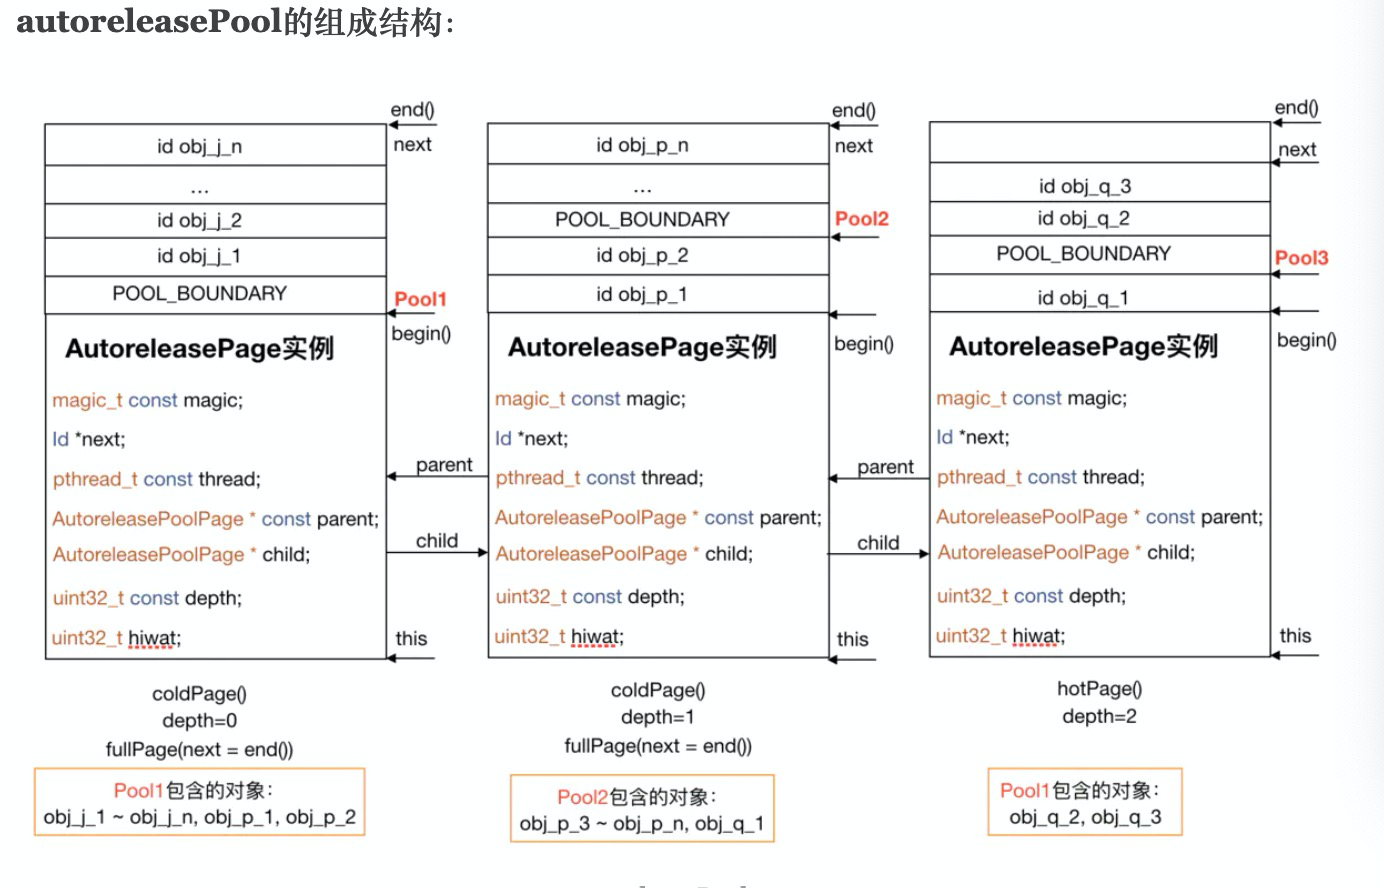 autoreleasePool的组成结构：
end()
id obj_j_n
next
...
id obj_j_2
id obj_j_1
POOL_BOUNDARY
Pool1
begin()
AutoreleasePage实例
magic_t const magic;
Id *next;
pthread_t const thread;
AutoreleasePoolPage * const parent;
AutoreleasePoolPage * child;
uint32_t const depth;
uint32_t hiwat;
this
parent
child
coldPage()
depth=0
fullPage(next = end())
Pool1包含的对象：
obj_j_1 ~ obj_j_n, obj_p_1, obj_p_2
end()
id obj_p_n
next
...
POOL_BOUNDARY
Pool2
id obj_p_2
id obj_p_1
begin()
AutoreleasePage实例
magic_t const magic;
Id *next;
pthread_t const thread;
AutoreleasePoolPage * const parent;
AutoreleasePoolPage * child;
uint32_t const depth;
uint32_t hiwat;
this
parent
child
coldPage()
depth=1
fullPage(next = end())
Pool2包含的对象：
obj_p_3 ~ obj_p_n, obj_q_1
end()
next
id obj_q_3
id obj_q_2
POOL_BOUNDARY
Pool3
id obj_q_1
begin()
AutoreleasePage实例
magic_t const magic;
Id *next;
pthread_t const thread;
AutoreleasePoolPage * const parent;
AutoreleasePoolPage * child;
uint32_t const depth;
uint32_t hiwat;
this
hotPage()
depth=2
Pool1包含的对象：
obj_q_2, obj_q_3